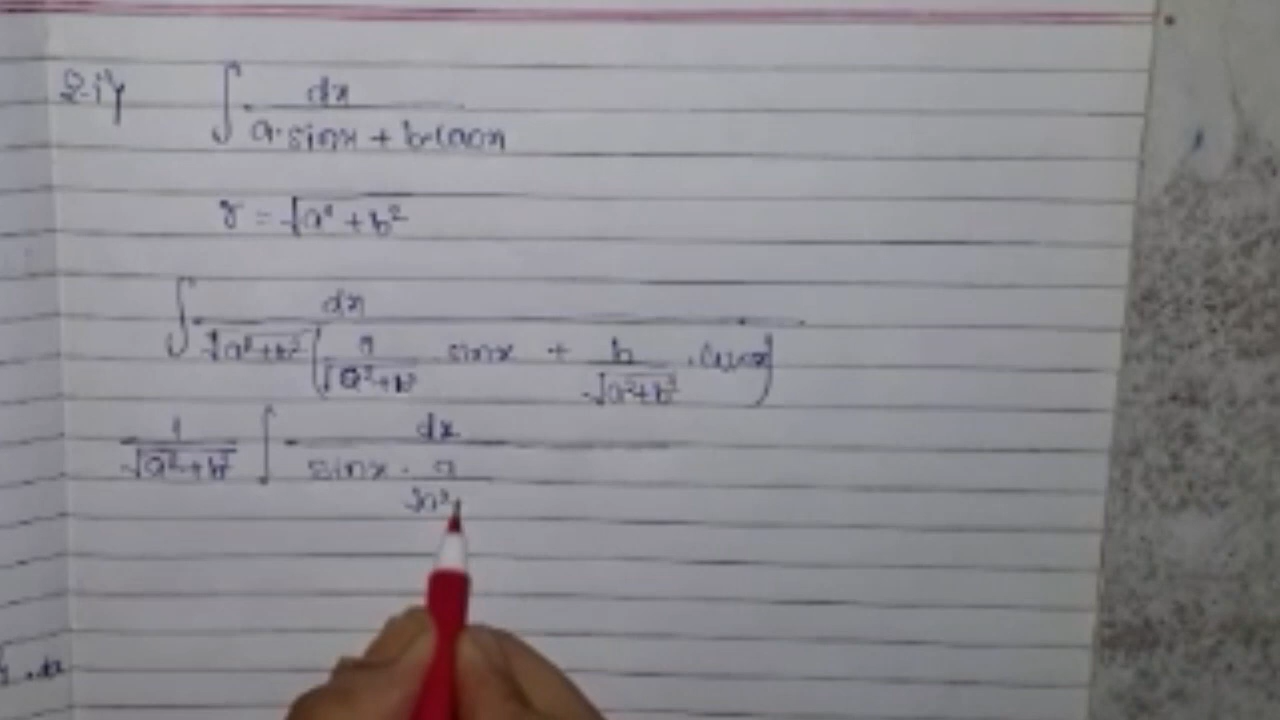 ∫ dx / (a·sinx + b·cosx)
r = √(a² + b²)
∫ dx / (√(a²+b²) (a/√(a²+b²) sinx + b/√(a²+b²) · cosx))
1/√(a²+b²) ∫ dx / (sinx · a/√a²